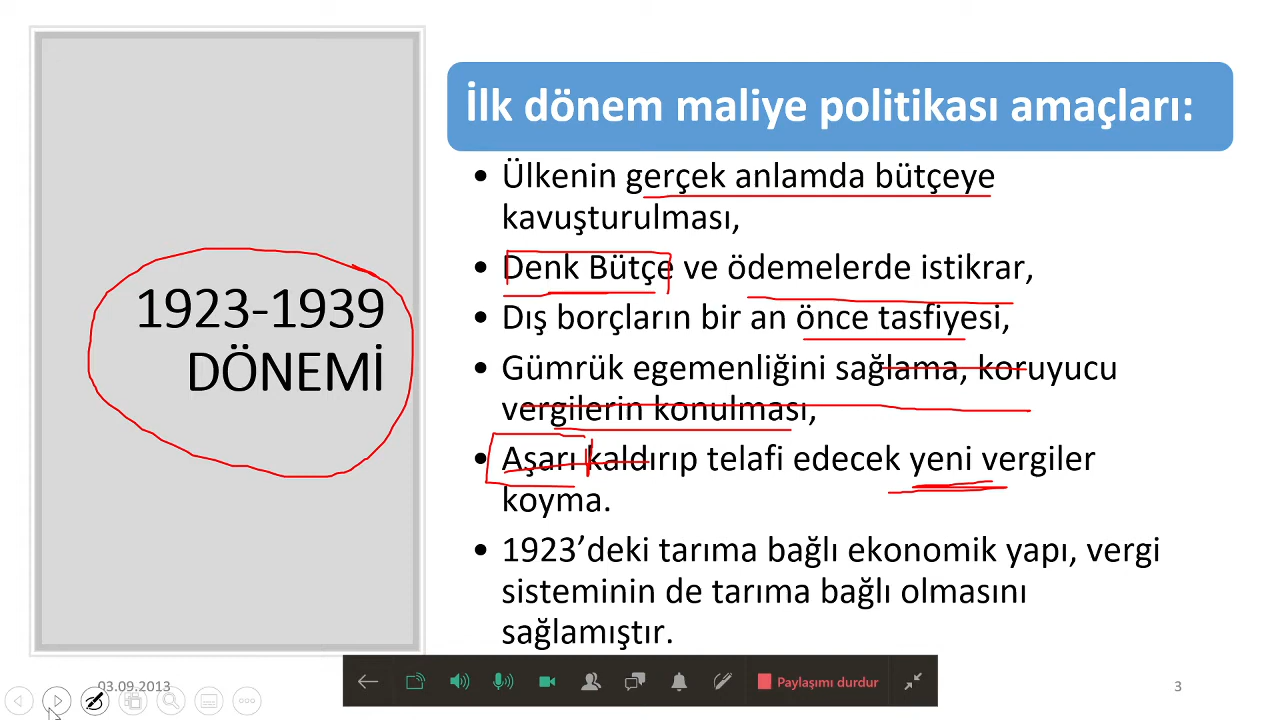 1923-1939
DÖNEMİ
İlk dönem maliye politikası amaçları:
• Ülkenin gerçek anlamda bütçeye
kavuşturulması,
• Denk Bütçe ve ödemelerde istikrar,
• Dış borçların bir an önce tasfiyesi,
• Gümrük egemenliğini sağlama, koruyucu
vergilerin konulması,
• Aşarı kaldırıp telafi edecek yeni vergiler
koyma.
• 1923’deki tarıma bağlı ekonomik yapı, vergi
sisteminin de tarıma bağlı olmasını
sağlamıştır.
03.09.2013
Paylaşımı durdur
3